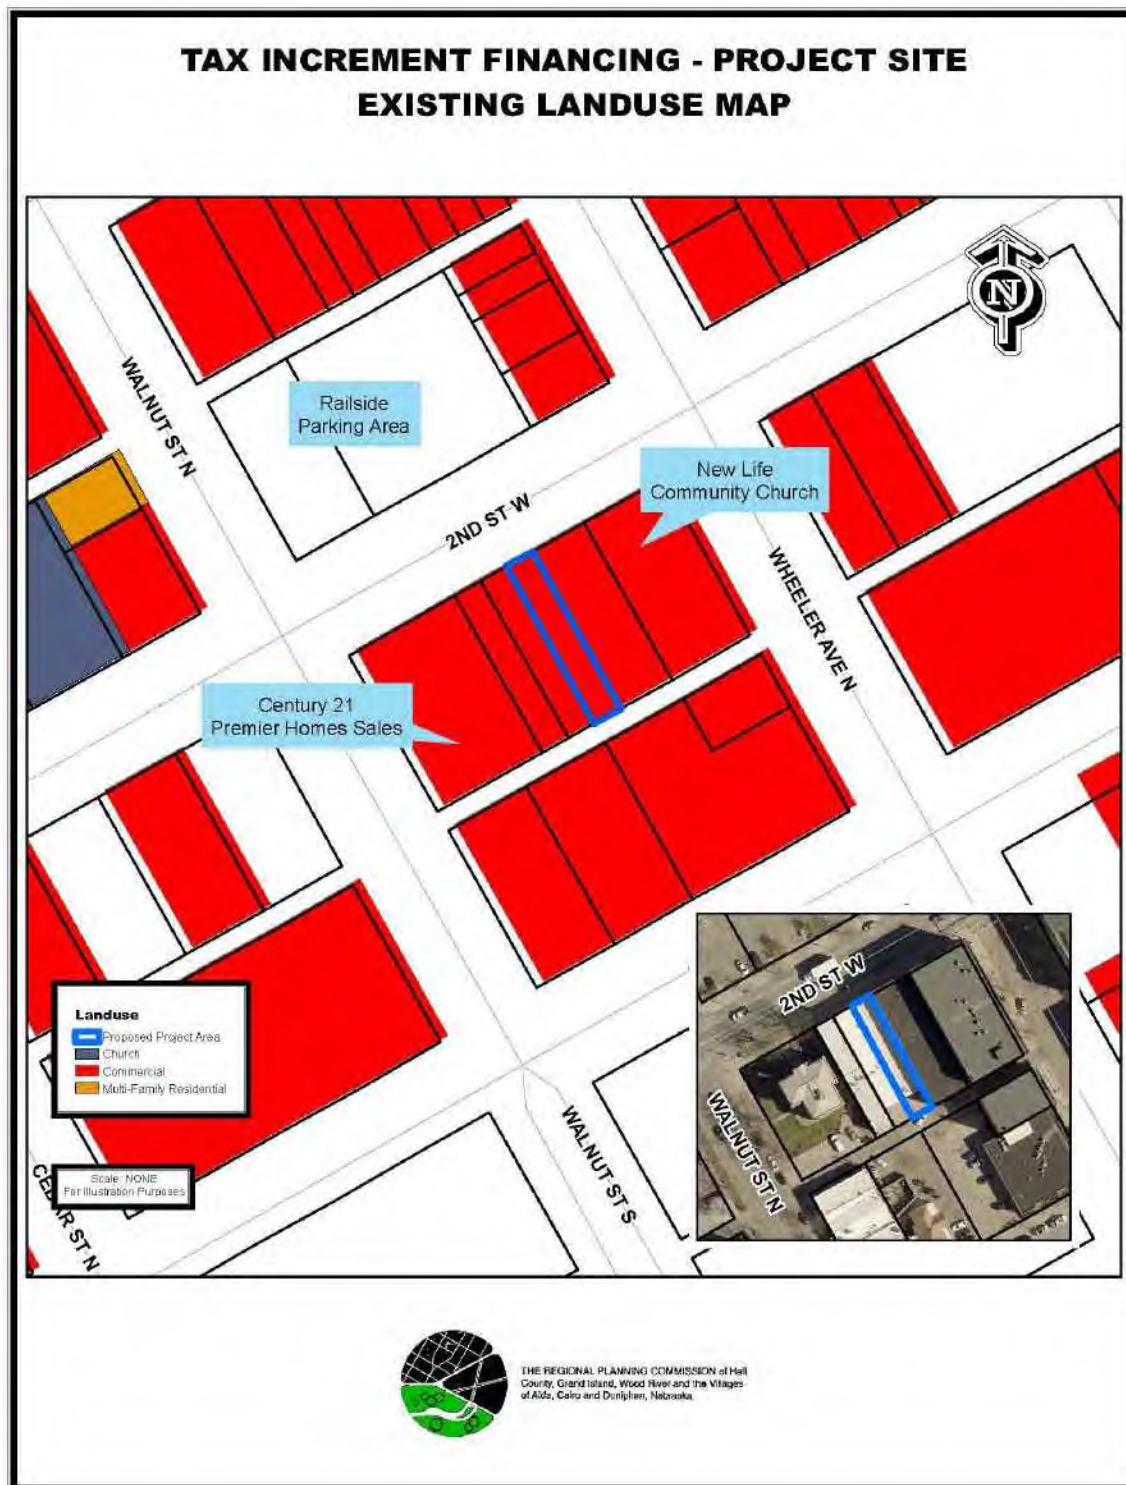 TAX INCREMENT FINANCING - PROJECT SITE
EXISTING LANDUSE MAP
N
WALNUT ST N
Railside
Parking Area
2ND ST W
New Life
Community Church
WHEELER AVE N
Century 21
Premier Homes Sales
Landuse
Proposed Project Area
Church
Commercial
Multi-Family Residential
Scale: NONE
For Illustration Purposes
CEDAR ST N
WALNUT ST S
2ND ST W
WALNUT ST N
THE REGIONAL PLANNING COMMISSION of Hall
County, Grand Island, Wood River and the Villages
of Alda, Cairo and Doniphan, Nebraska